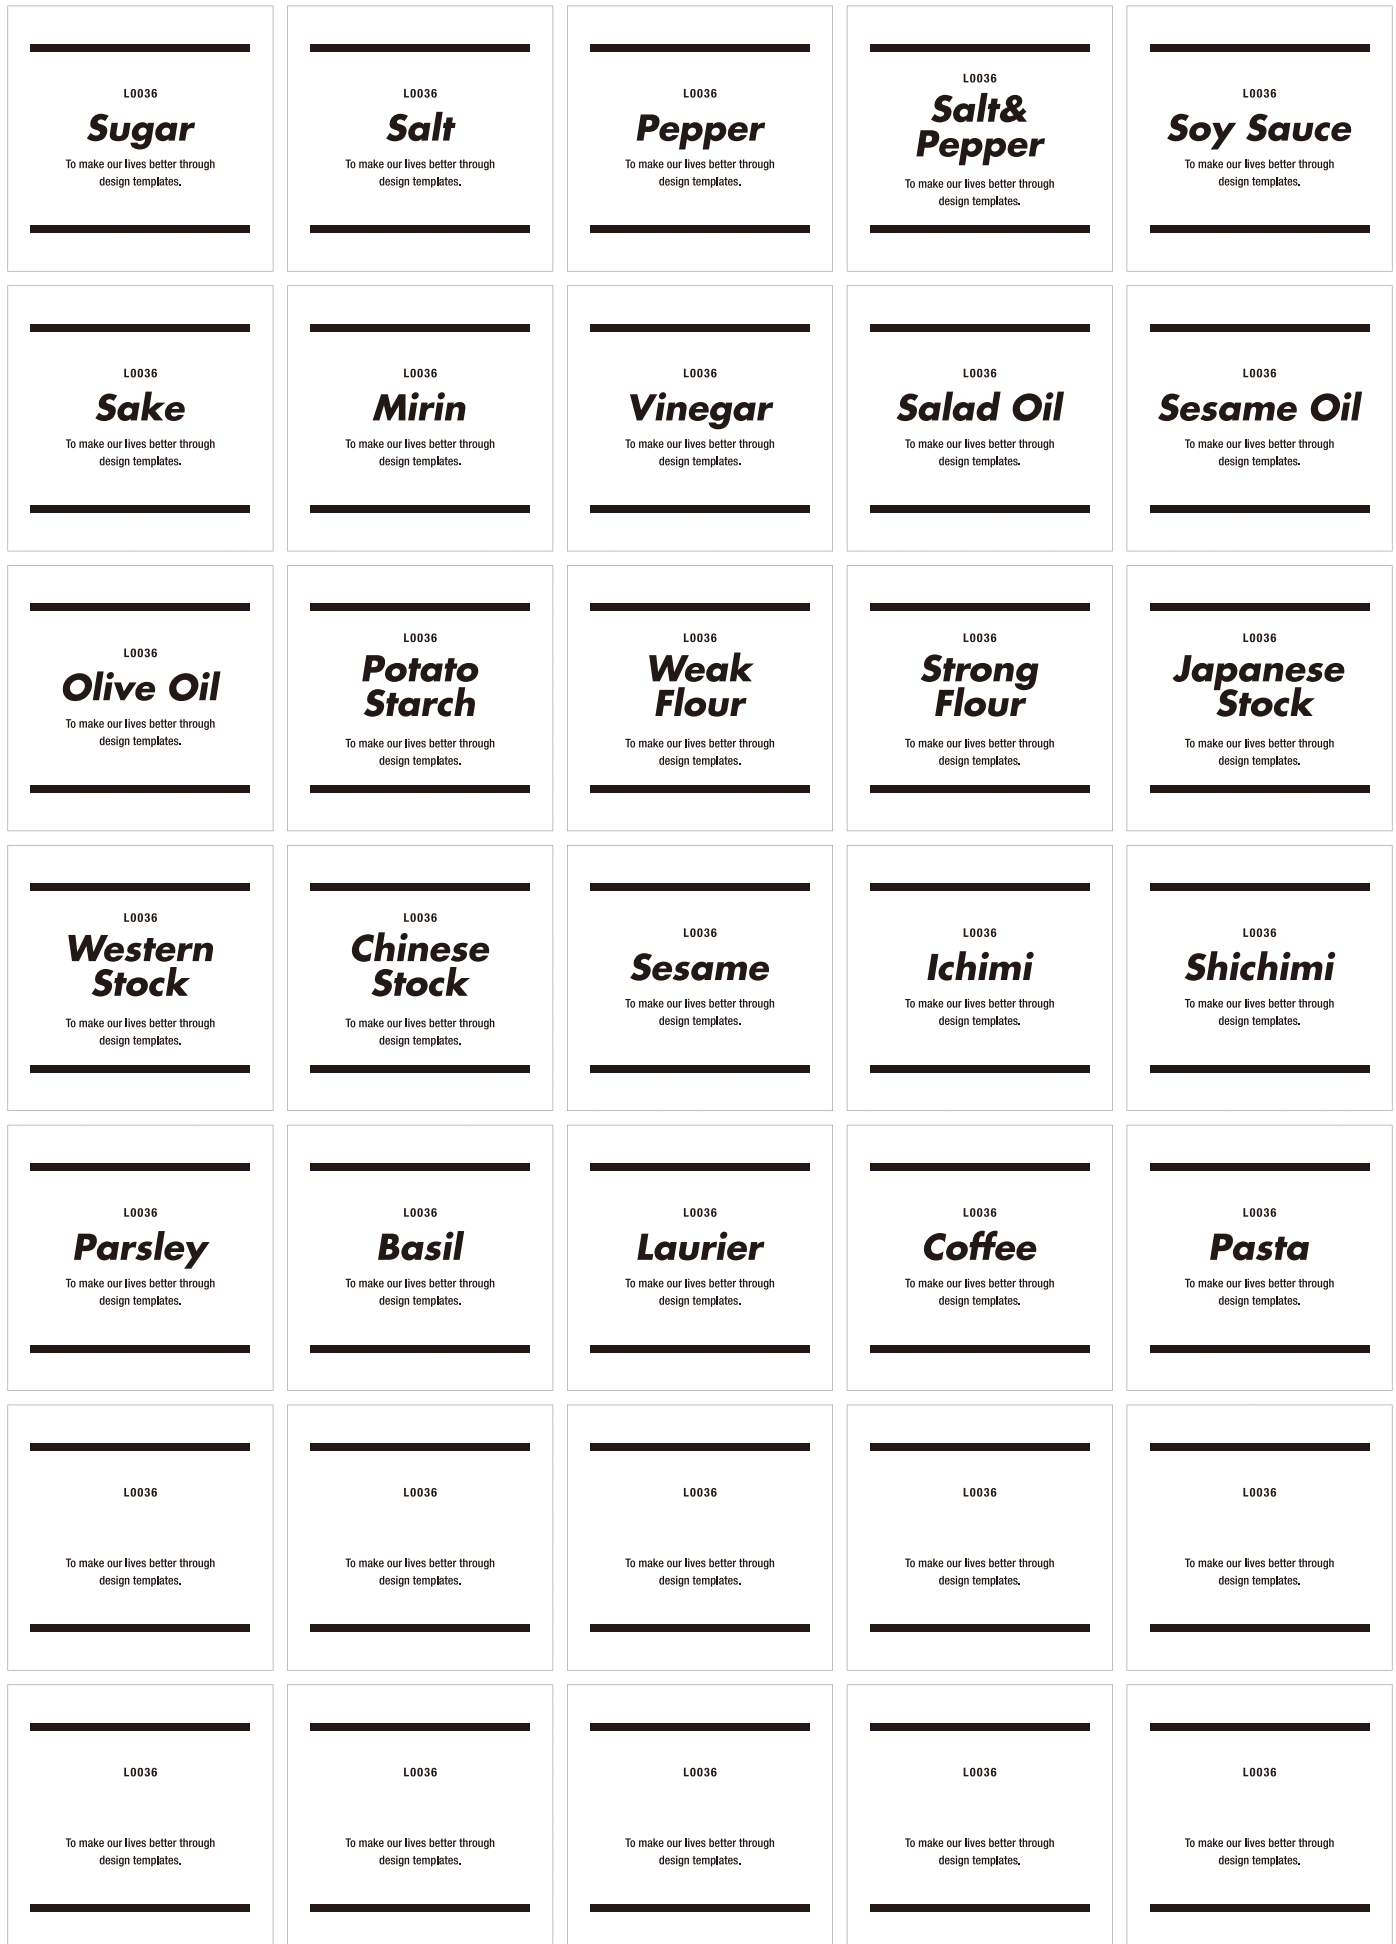 L0036
Sugar
To make our lives better through
design templates.
L0036
Salt
To make our lives better through
design templates.
L0036
Pepper
To make our lives better through
design templates.
L0036
Salt&
Pepper
To make our lives better through
design templates.
L0036
Soy Sauce
To make our lives better through
design templates.
L0036
Sake
To make our lives better through
design templates.
L0036
Mirin
To make our lives better through
design templates.
L0036
Vinegar
To make our lives better through
design templates.
L0036
Salad Oil
To make our lives better through
design templates.
L0036
Sesame Oil
To make our lives better through
design templates.
L0036
Olive Oil
To make our lives better through
design templates.
L0036
Potato
Starch
To make our lives better through
design templates.
L0036
Weak
Flour
To make our lives better through
design templates.
L0036
Strong
Flour
To make our lives better through
design templates.
L0036
Japanese
Stock
To make our lives better through
design templates.
L0036
Western
Stock
To make our lives better through
design templates.
L0036
Chinese
Stock
To make our lives better through
design templates.
L0036
Sesame
To make our lives better through
design templates.
L0036
Ichimi
To make our lives better through
design templates.
L0036
Shichimi
To make our lives better through
design templates.
L0036
Parsley
To make our lives better through
design templates.
L0036
Basil
To make our lives better through
design templates.
L0036
Laurier
To make our lives better through
design templates.
L0036
Coffee
To make our lives better through
design templates.
L0036
Pasta
To make our lives better through
design templates.
L0036
To make our lives better through
design templates.
L0036
To make our lives better through
design templates.
L0036
To make our lives better through
design templates.
L0036
To make our lives better through
design templates.
L0036
To make our lives better through
design templates.
L0036
To make our lives better through
design templates.
L0036
To make our lives better through
design templates.
L0036
To make our lives better through
design templates.
L0036
To make our lives better through
design templates.
L0036
To make our lives better through
design templates.